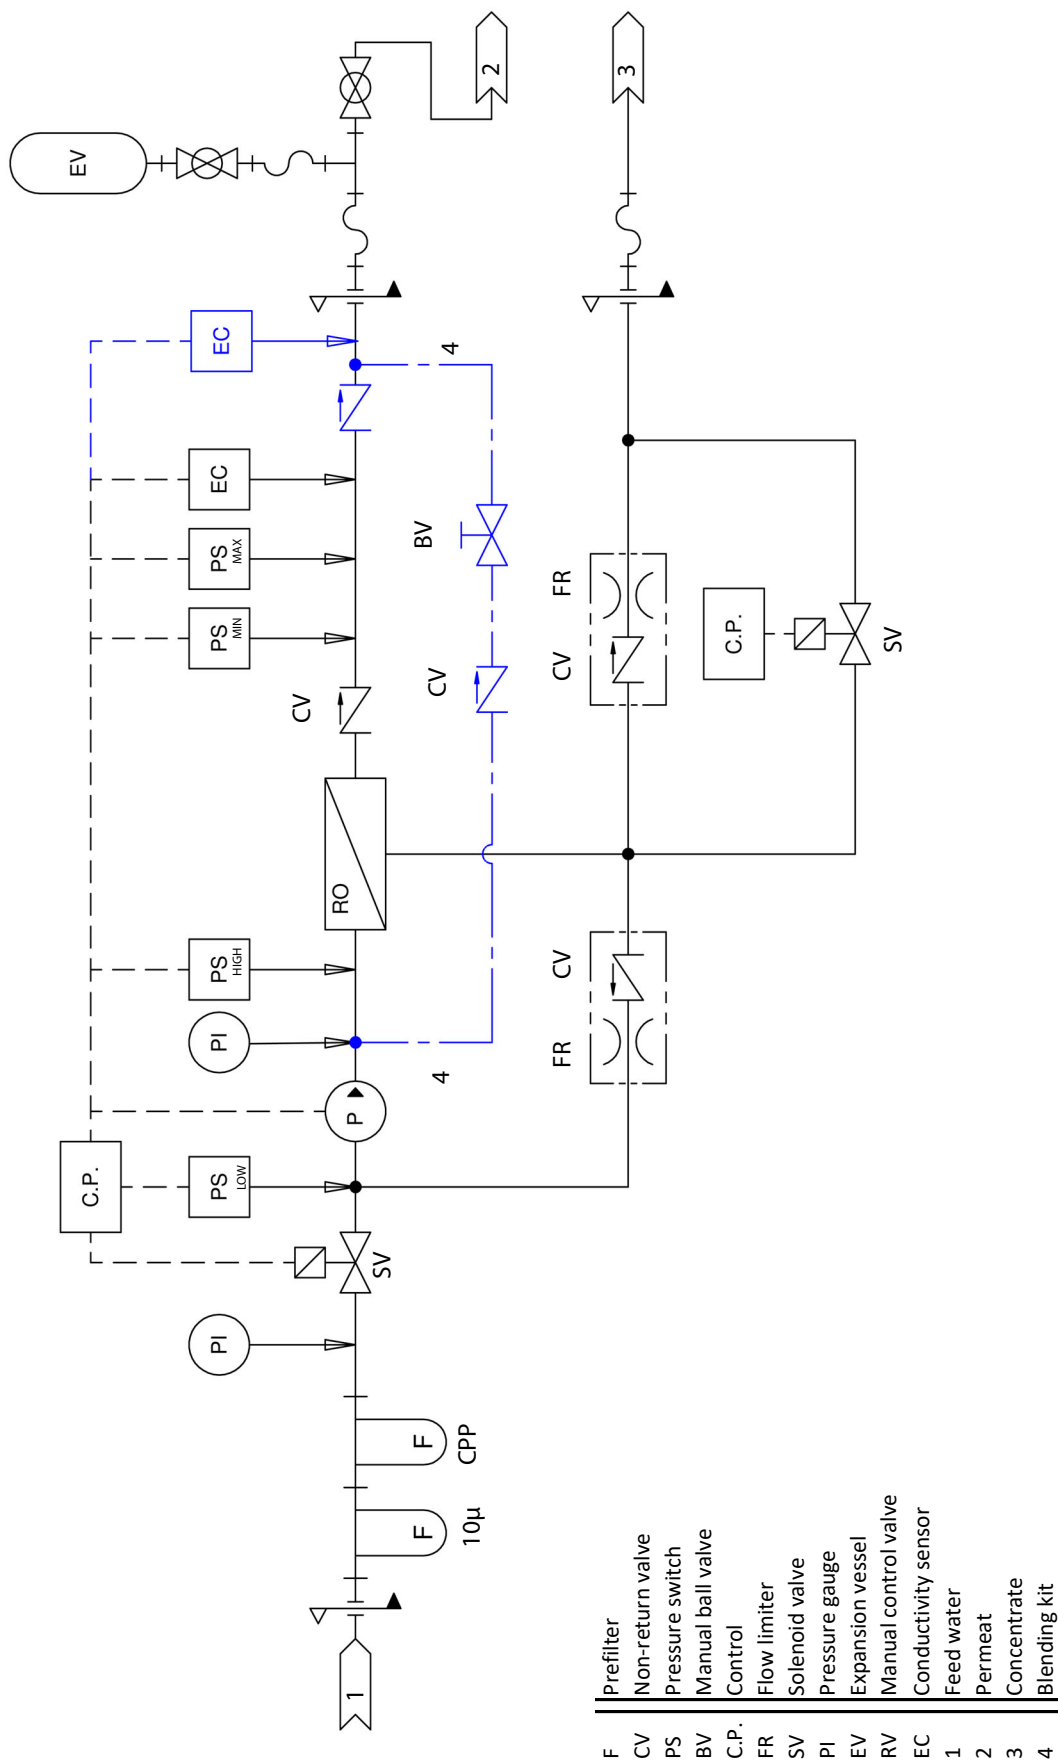 EV
2
3
EC
EC
PS
MAX
PS
MIN
CV
4
BV
CV
FR
CV
C.P.
SV
RO
PS
HIGH
PI
4
P
CV
FR
C.P.
PS
LOW
SV
PI
F
CPP
F
10µ
1
F Prefilter
CV Non-return valve
PS Pressure switch
BV Manual ball valve
C.P. Control
FR Flow limiter
SV Solenoid valve
PI Pressure gauge
EV Expansion vessel
RV Manual control valve
EC Conductivity sensor
1 Feed water
2 Permeat
3 Concentrate
4 Blending kit